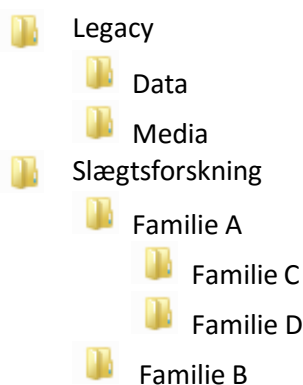 Legacy
Data
Media
Slægtsforskning
Familie A
Familie C
Familie D
Familie B